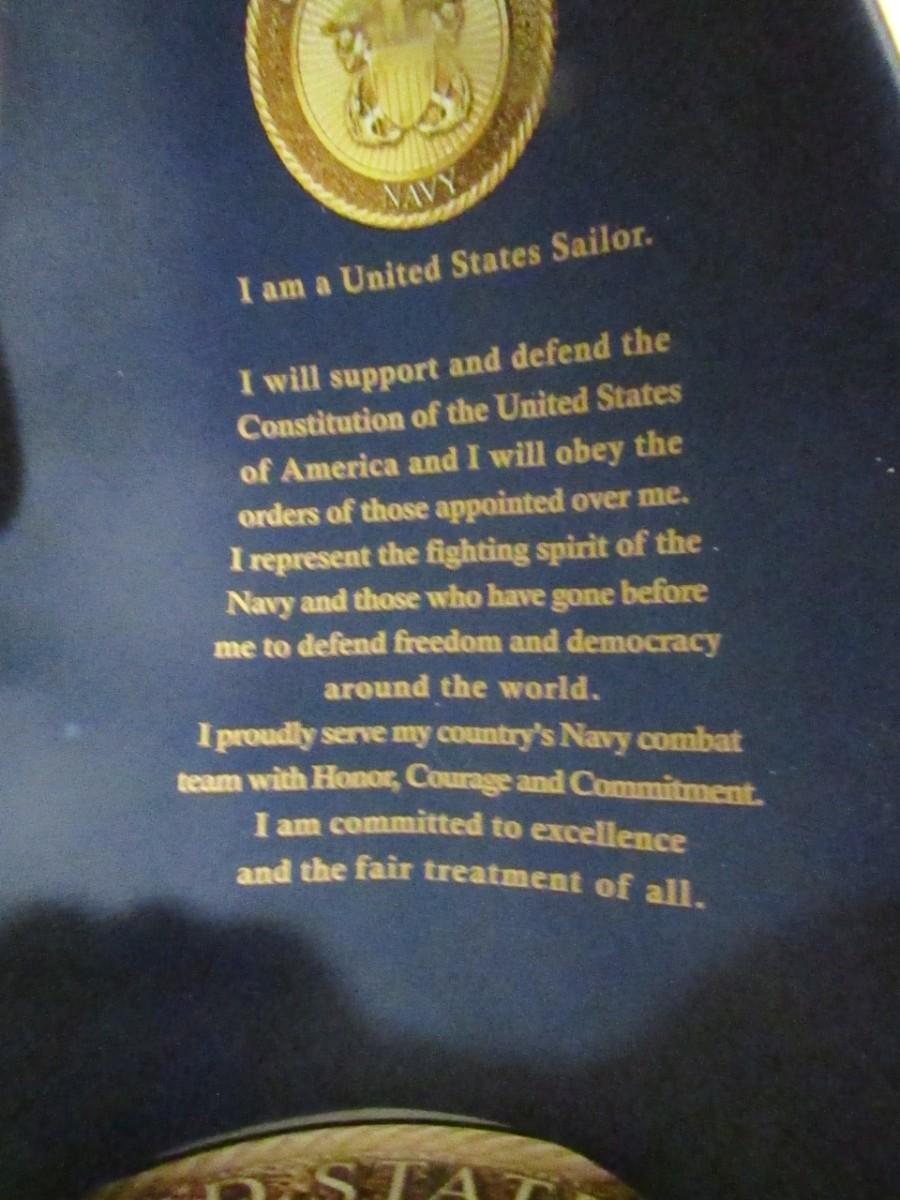 NAVY
I am a United States Sailor.
I will support and defend the
Constitution of the United States
of America and I will obey the
orders of those appointed over me.
I represent the fighting spirit of the
Navy and those who have gone before
me to defend freedom and democracy
around the world.
I proudly serve my country's Navy combat
team with Honor, Courage and Commitment.
I am committed to excellence
and the fair treatment of all.